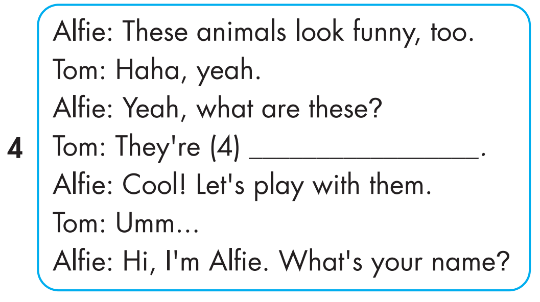 Alfie: These animals look funny, too.
Tom: Haha, yeah.
Alfie: Yeah, what are these?
4
Tom: They're (4) ____________________.
Alfie: Cool! Let's play with them.
Tom: Umm...
Alfie: Hi, I'm Alfie. What's your name?